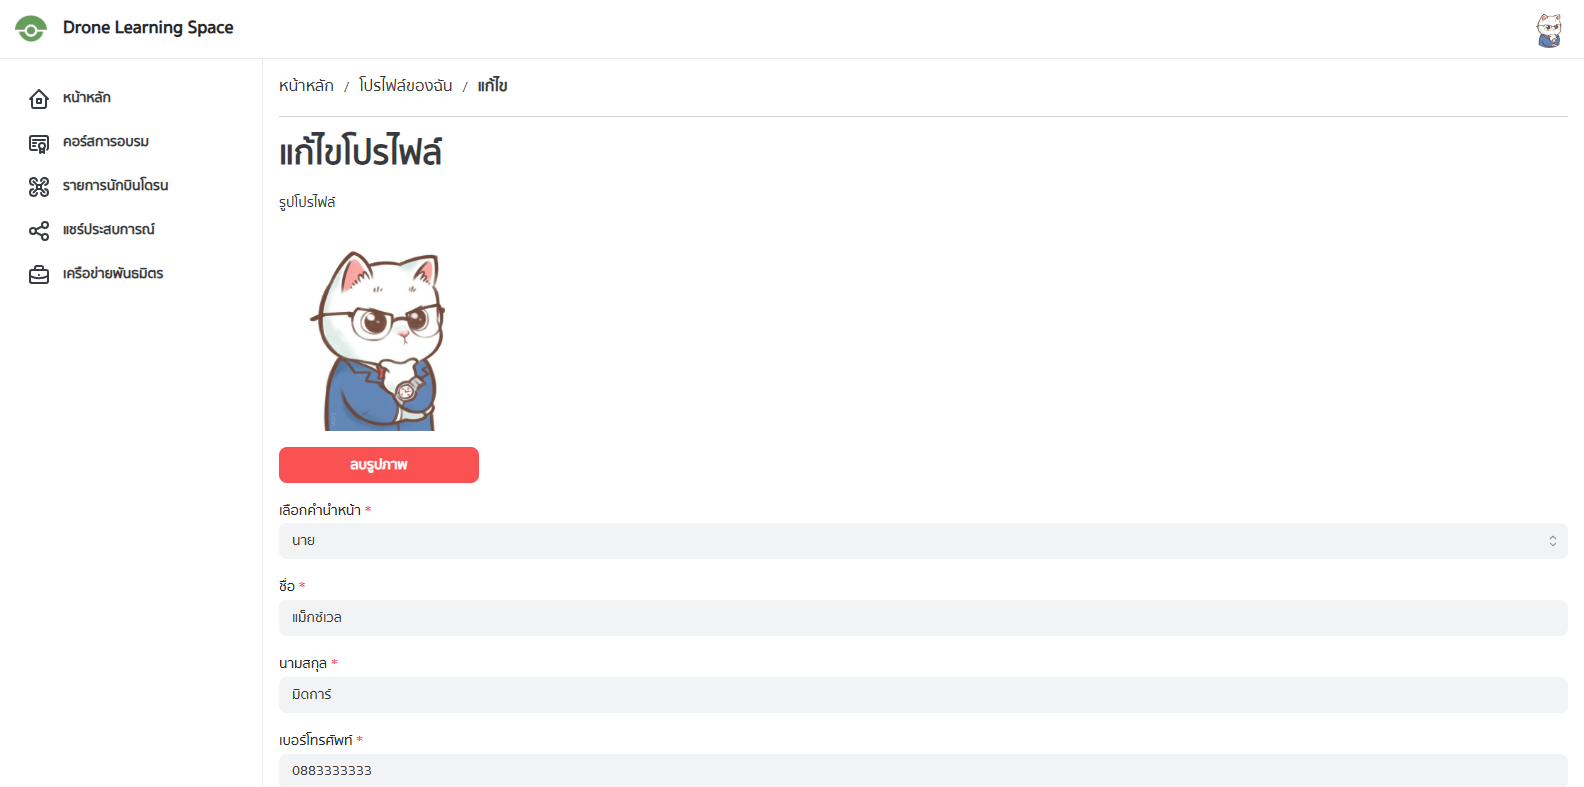 Drone Learning Space
หน้าหลัก
คอร์สการอบรม
รายการนักบินโดรน
แชร์ประสบการณ์
เครือข่ายพันธมิตร
หน้าหลัก / โปรไฟล์ของฉัน / แก้ไข
แก้ไขโปรไฟล์
รูปโปรไฟล์
ลบรูปภาพ
เลือกคำนำหน้า *
นาย
ชื่อ *
แม็กซ์เวล
นามสกุล *
มิดการ์
เบอร์โทรศัพท์ *
0883333333